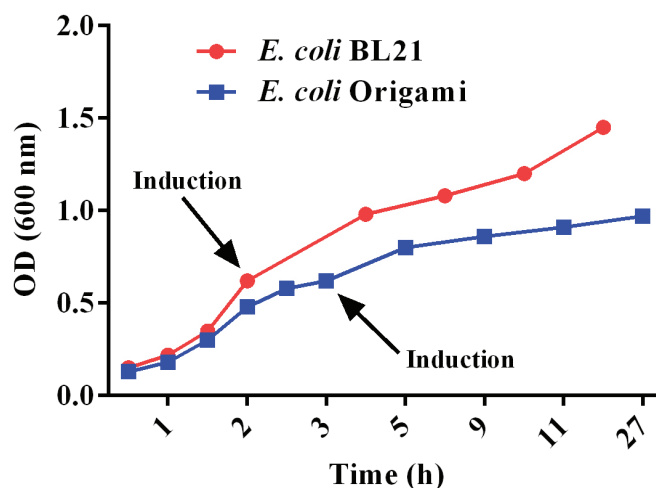 2.0
1.5
1.0
0.5
0.0
OD (600 nm)
E. coli BL21
E. coli Origami
Induction
Induction
1
2
3
5
9
11
27
Time (h)